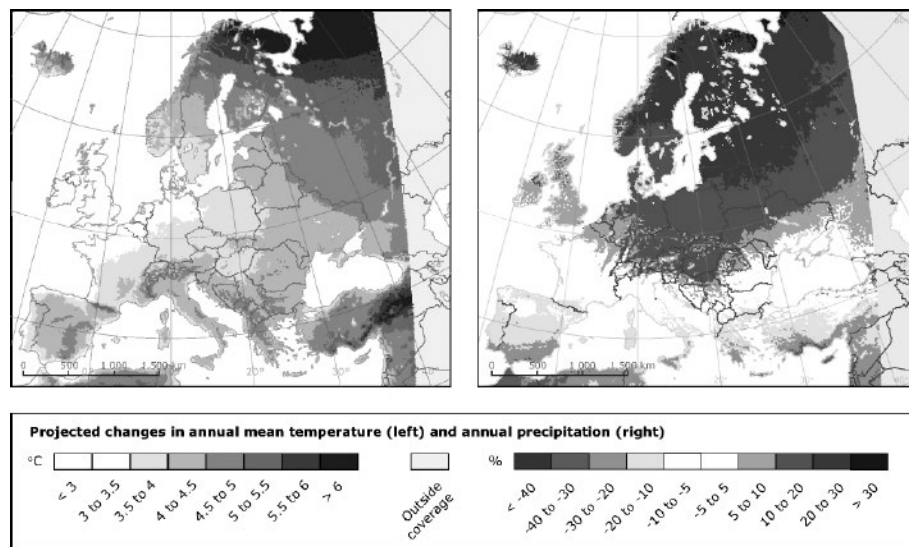 0 500 1 000 1,500 km
20°
30°
0 500 1 000 1,500 km
Projected changes in annual mean temperature (left) and annual precipitation (right)
°C
Outside coverage
%
< 3
3 to 3.5
3.5 to 4
4 to 4.5
4.5 to 5
5 to 5.5
5.5 to 6
> 6
< -40
-40 to -30
-30 to -20
-20 to -10
-10 to -5
-5 to 5
5 to 10
10 to 20
20 to 30
> 30